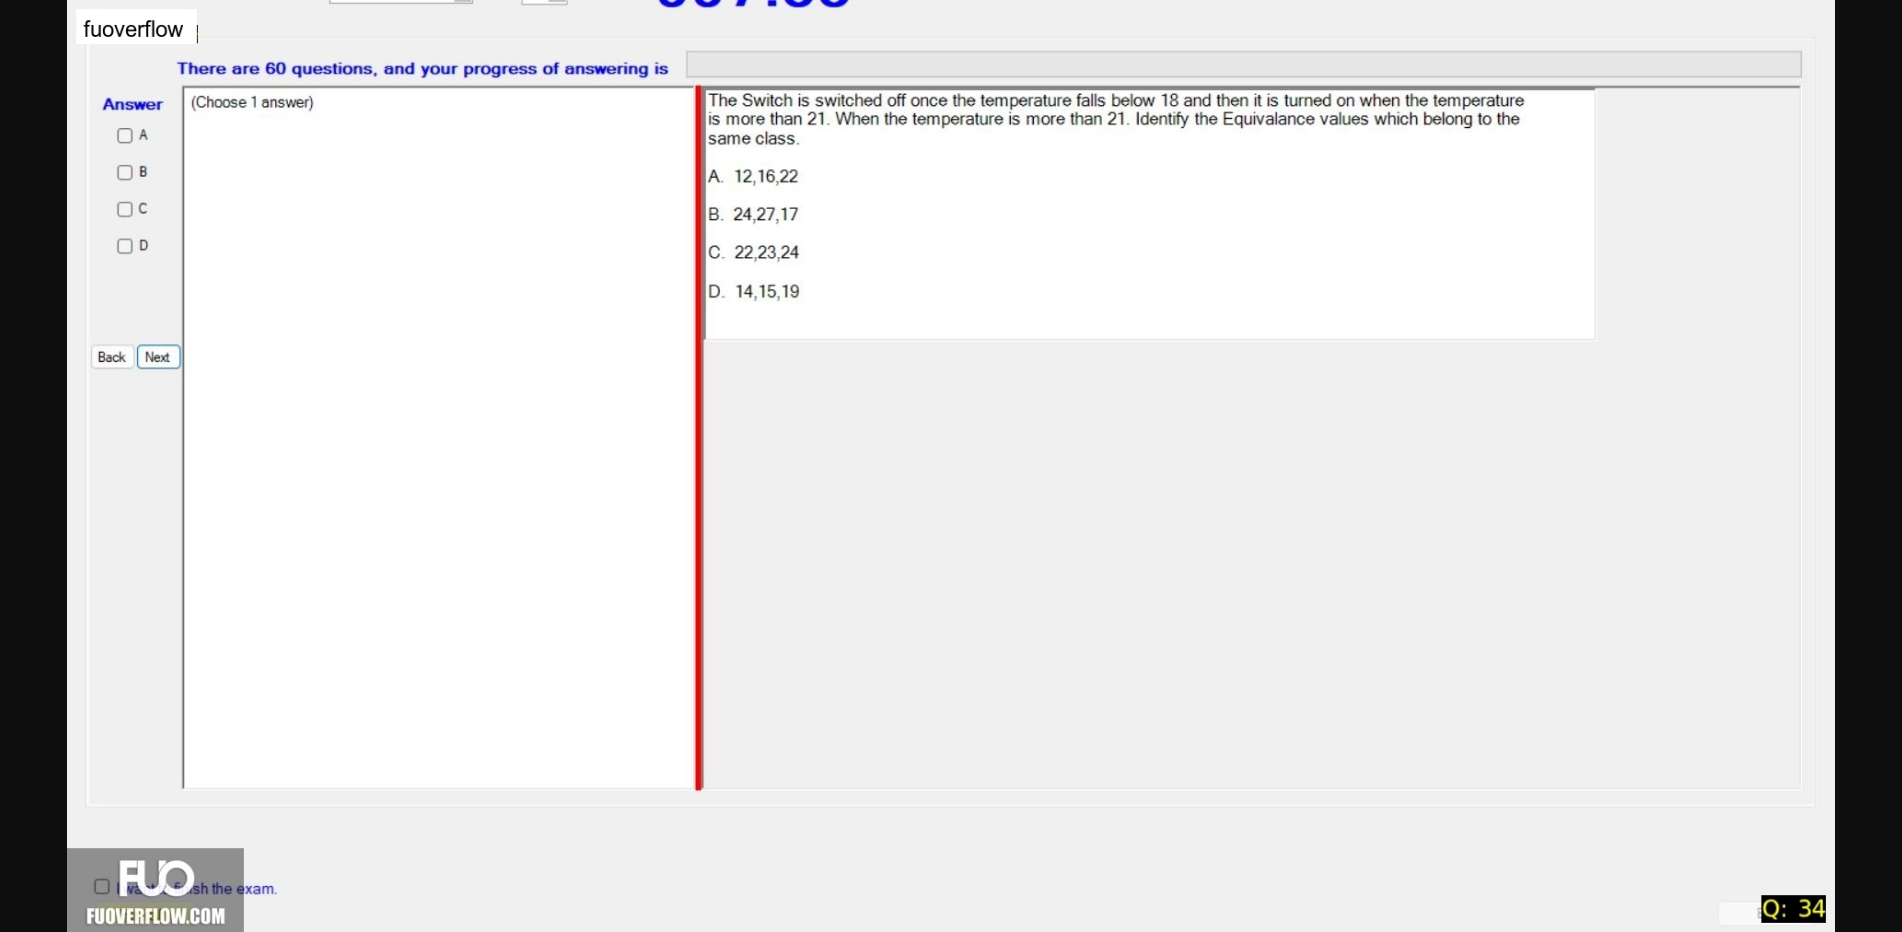 fuoverflow
There are 60 questions, and your progress of answering is
Answer
(Choose 1 answer)
A
B
C
D
Back
Next
The Switch is switched off once the temperature falls below 18 and then it is turned on when the temperature
is more than 21. When the temperature is more than 21. Identify the Equivalance values which belong to the
same class.
A. 12,16,22
B. 24,27,17
C. 22,23,24
D. 14,15,19
the exam.
FUO
FUOVERFLOW.COM
Q: 34